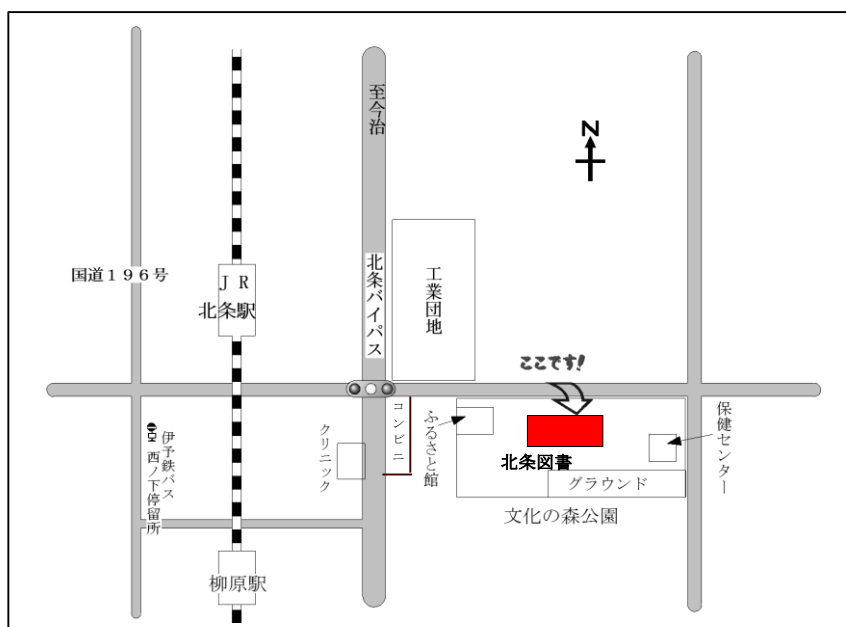 至今治
N
国道１９６号
ＪＲ
北条駅
北条バイパス
工業団地
ここです！
コンビニ
ふるさと館
保健センター
クリニック
伊予鉄バス
西ノ下停留所
北条図書
グラウンド
文化の森公園
柳原駅